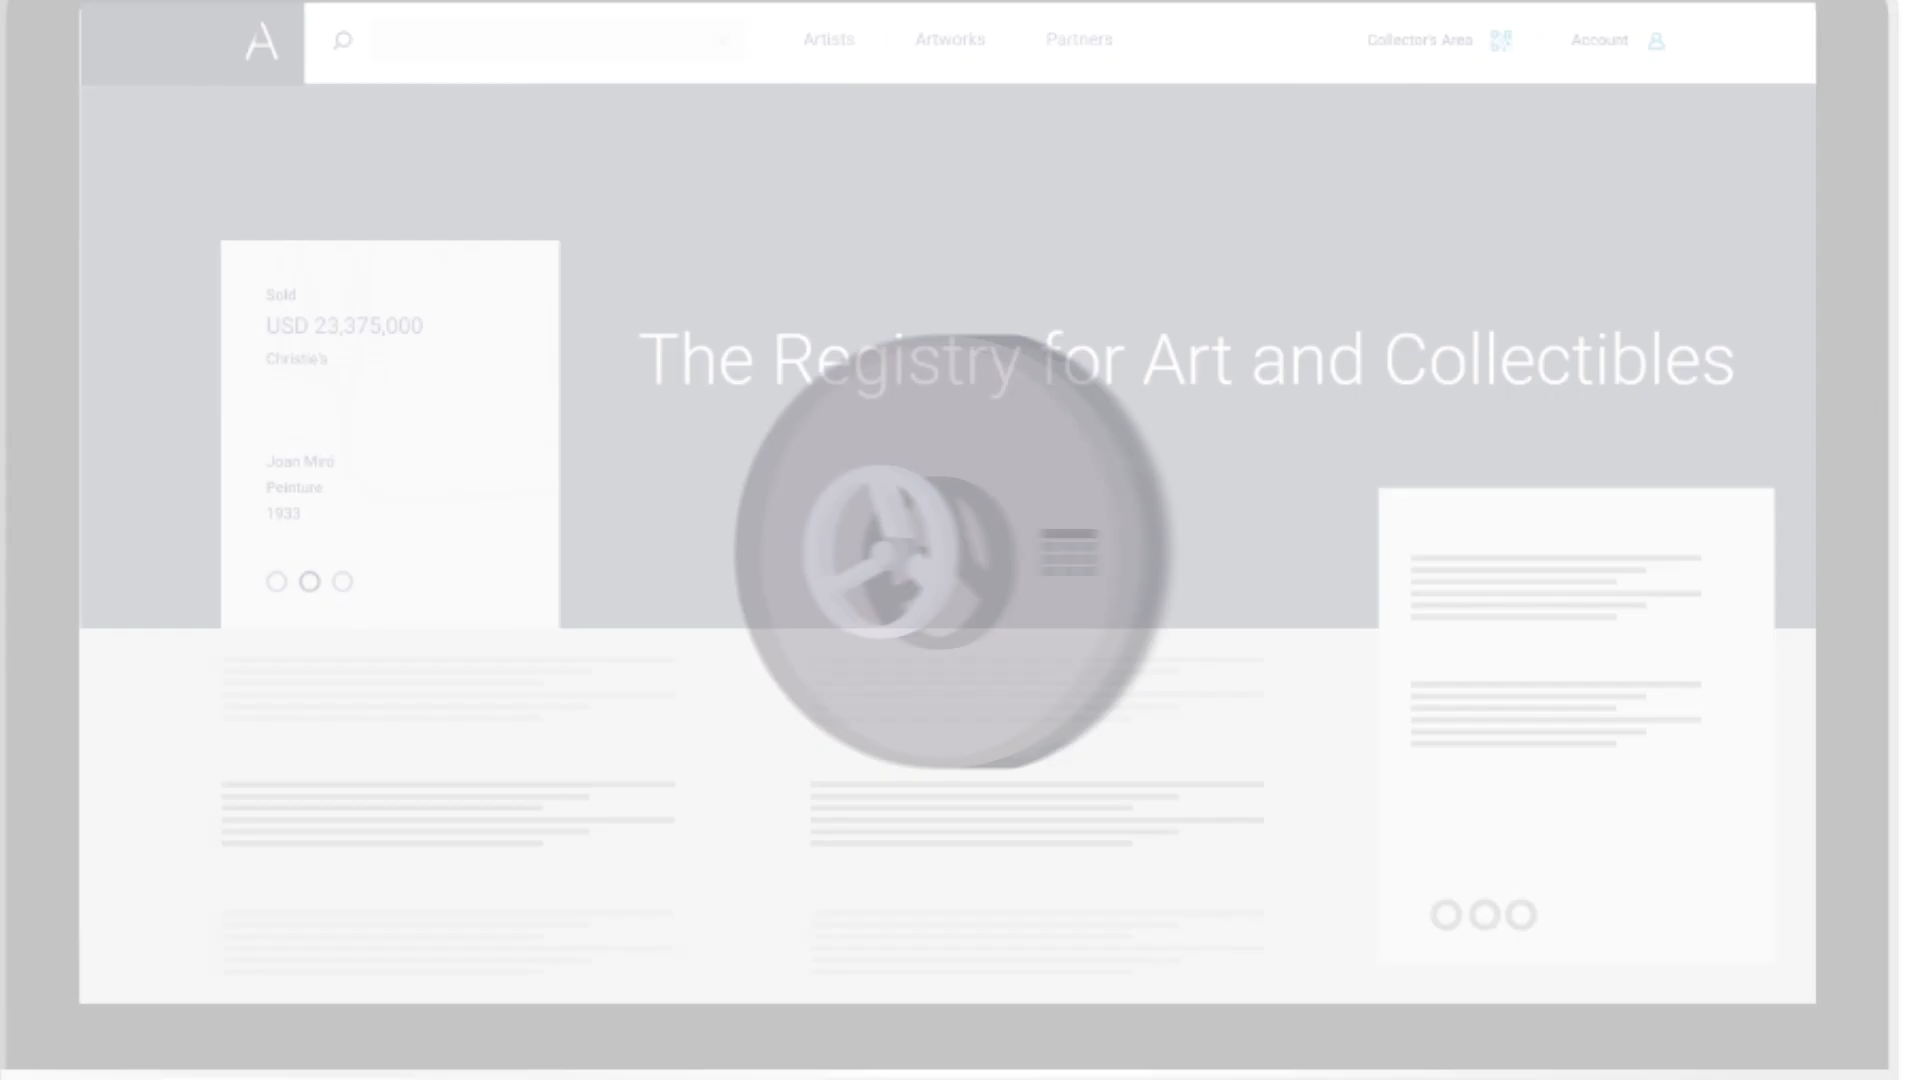 A
Artists
Artworks
Partners
Collector's Area
Account
Sold
USD 23,375,000
Christie's
The Registry for Art and Collectibles
Joan Miró
Peinture
1933